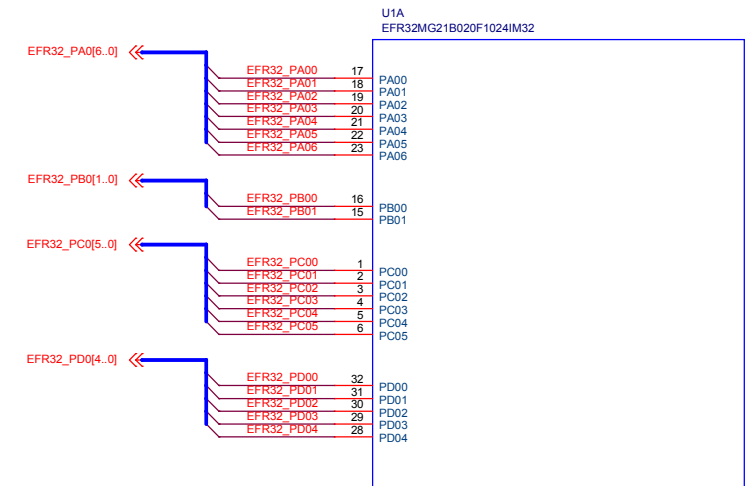 U1A
EFR32MG21B020F1024IM32
EFR32_PA0[6..0]
EFR32_PA00 17 PA00
EFR32_PA01 18 PA01
EFR32_PA02 19 PA02
EFR32_PA03 20 PA03
EFR32_PA04 21 PA04
EFR32_PA05 22 PA05
EFR32_PA06 23 PA06
EFR32_PB0[1..0]
EFR32_PB00 16 PB00
EFR32_PB01 15 PB01
EFR32_PC0[5..0]
EFR32_PC00 1 PC00
EFR32_PC01 2 PC01
EFR32_PC02 3 PC02
EFR32_PC03 4 PC03
EFR32_PC04 5 PC04
EFR32_PC05 6 PC05
EFR32_PD0[4..0]
EFR32_PD00 32 PD00
EFR32_PD01 31 PD01
EFR32_PD02 30 PD02
EFR32_PD03 29 PD03
EFR32_PD04 28 PD04